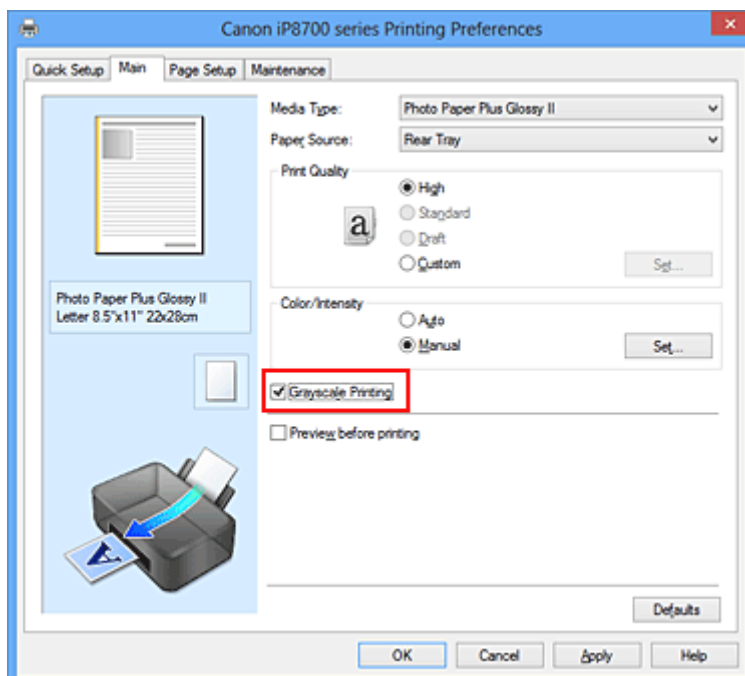 Canon iP8700 series Printing Preferences
Quick Setup Main Page Setup Maintenance
Media Type: Photo Paper Plus Glossy II
Paper Source: Rear Tray
Print Quality
High
Standard
Draft
Custom Set...
a
Photo Paper Plus Glossy II
Letter 8.5"x11" 22x28cm
Color/Intensity
Auto
Manual Set...
Grayscale Printing
Preview before printing
A
Defaults
OK Cancel Apply Help